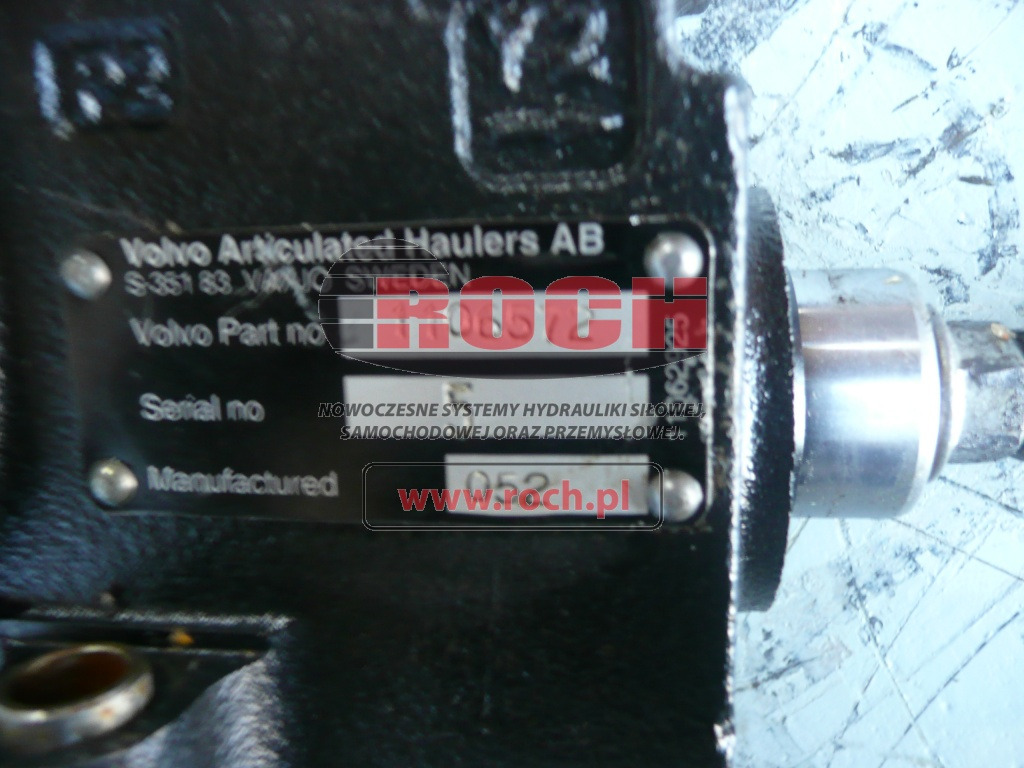 Volvo Articulated Haulers AB
S-351 83 VÄXJÖ SWEDEN
Volvo Part no
ROCH
Serial no
NOWOCZESNE SYSTEMY HYDRAULIKI SIŁOWEJ,
SAMOCHODOWEJ ORAZ PRZEMYSŁOWEJ.
Manufactured 052
www.roch.pl